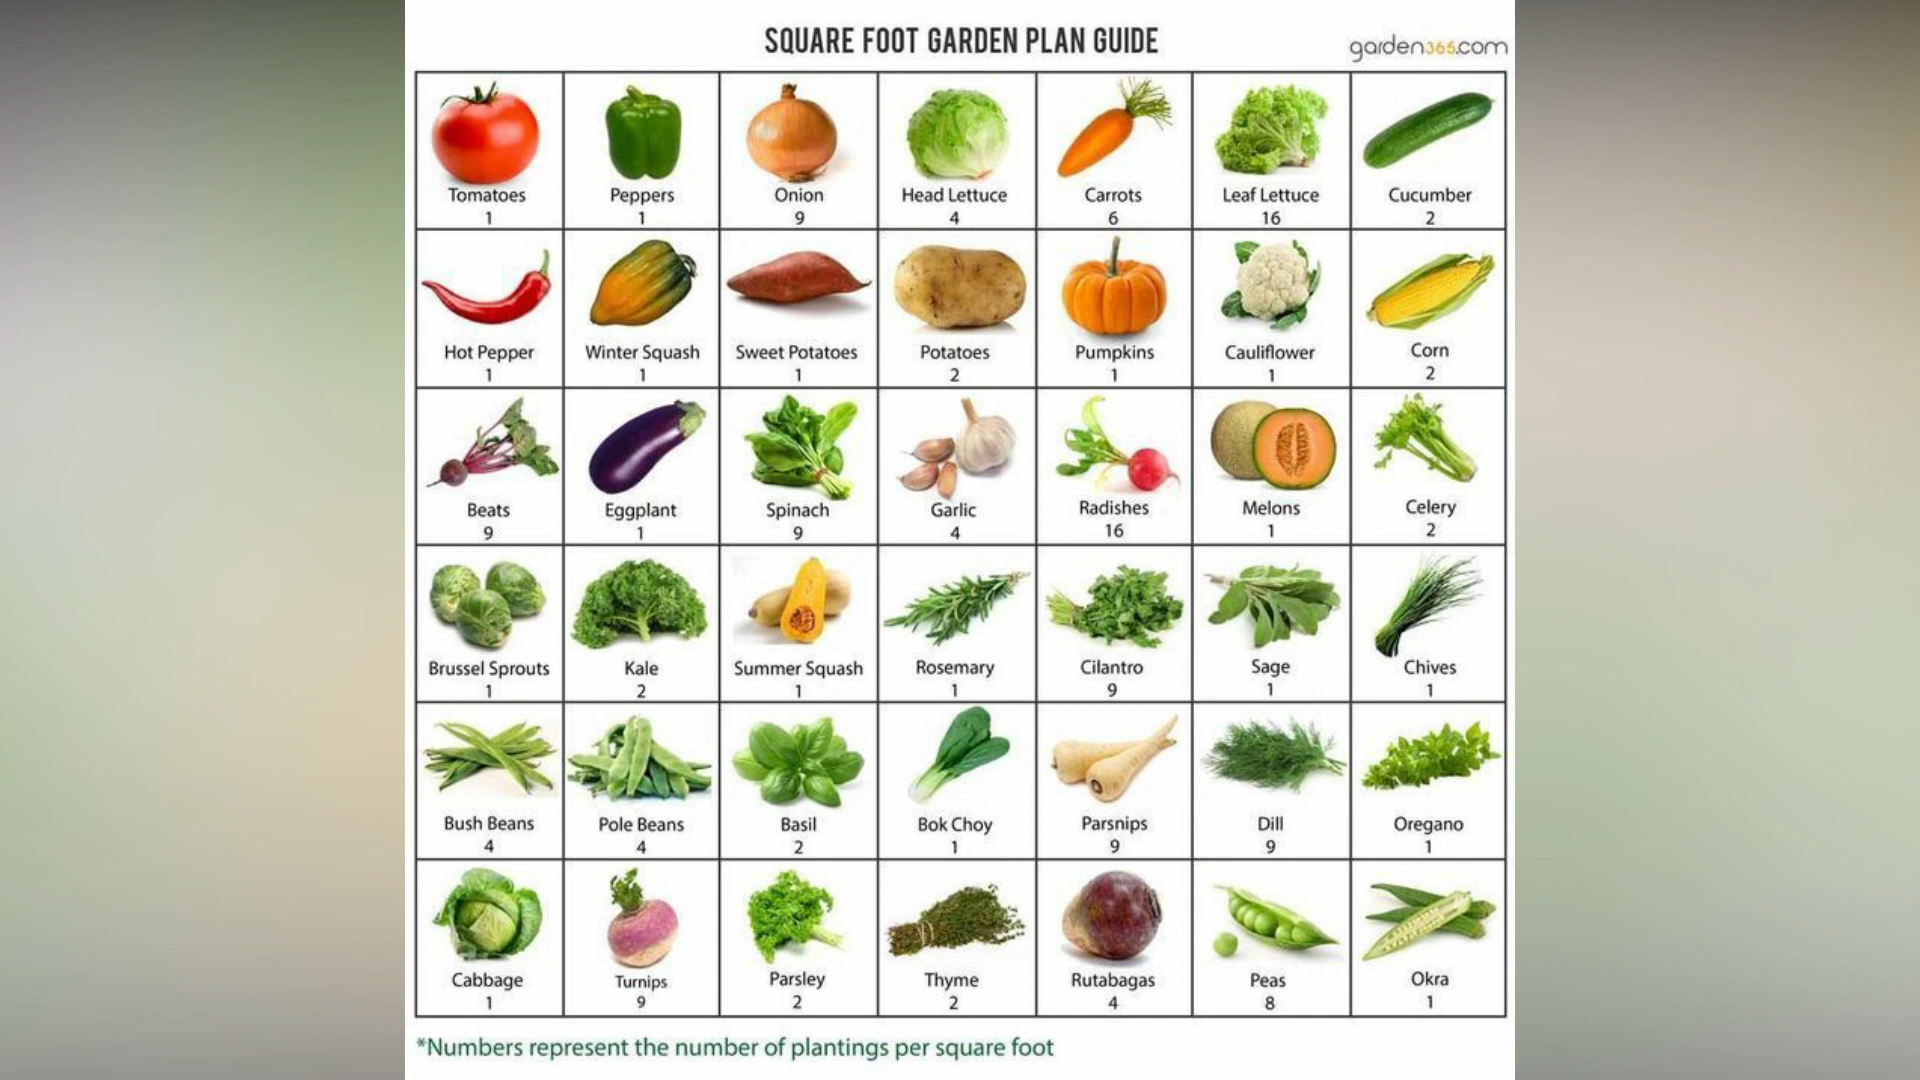 SQUARE FOOT GARDEN PLAN GUIDE
garden365.com
Tomatoes
1
Peppers
1
Onion
9
Head Lettuce
4
Carrots
6
Leaf Lettuce
16
Cucumber
2
Hot Pepper
1
Winter Squash
1
Sweet Potatoes
1
Potatoes
2
Pumpkins
1
Cauliflower
1
Corn
2
Beats
9
Eggplant
1
Spinach
9
Garlic
4
Radishes
16
Melons
1
Celery
2
Brussel Sprouts
1
Kale
2
Summer Squash
1
Rosemary
1
Cilantro
9
Sage
1
Chives
1
Bush Beans
4
Pole Beans
4
Basil
2
Bok Choy
1
Parsnips
9
Dill
9
Oregano
1
Cabbage
1
Turnips
9
Parsley
2
Thyme
2
Rutabagas
4
Peas
8
Okra
1
*Numbers represent the number of plantings per square foot